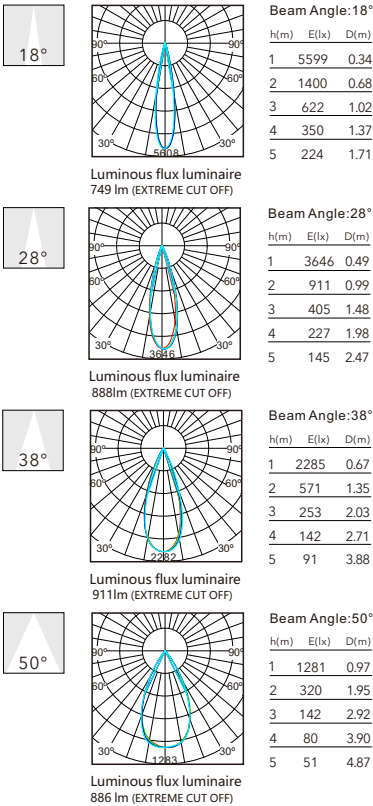 18°
90°
90°
30°
30°
5608
Luminous flux luminaire
749 lm (EXTREME CUT OFF)
Beam Angle:18°
h(m) E(lx) D(m)
1 5599 0.34
2 1400 0.68
3 622 1.02
4 350 1.37
5 224 1.71
28°
90°
90°
60°
60°
30°
30°
3646
Luminous flux luminaire
888lm (EXTREME CUT OFF)
Beam Angle:28°
h(m) E(lx) D(m)
1 3646 0.49
2 911 0.99
3 405 1.48
4 227 1.98
5 145 2.47
38°
90°
90°
60°
60°
30°
30°
2282
Luminous flux luminaire
911lm (EXTREME CUT OFF)
Beam Angle:38°
h(m) E(lx) D(m)
1 2285 0.67
2 571 1.35
3 253 2.03
4 142 2.71
5 91 3.88
50°
90°
90°
60°
60°
30°
30°
1283
Luminous flux luminaire
886 lm (EXTREME CUT OFF)
Beam Angle:50°
h(m) E(lx) D(m)
1 1281 0.97
2 320 1.95
3 142 2.92
4 80 3.90
5 51 4.87